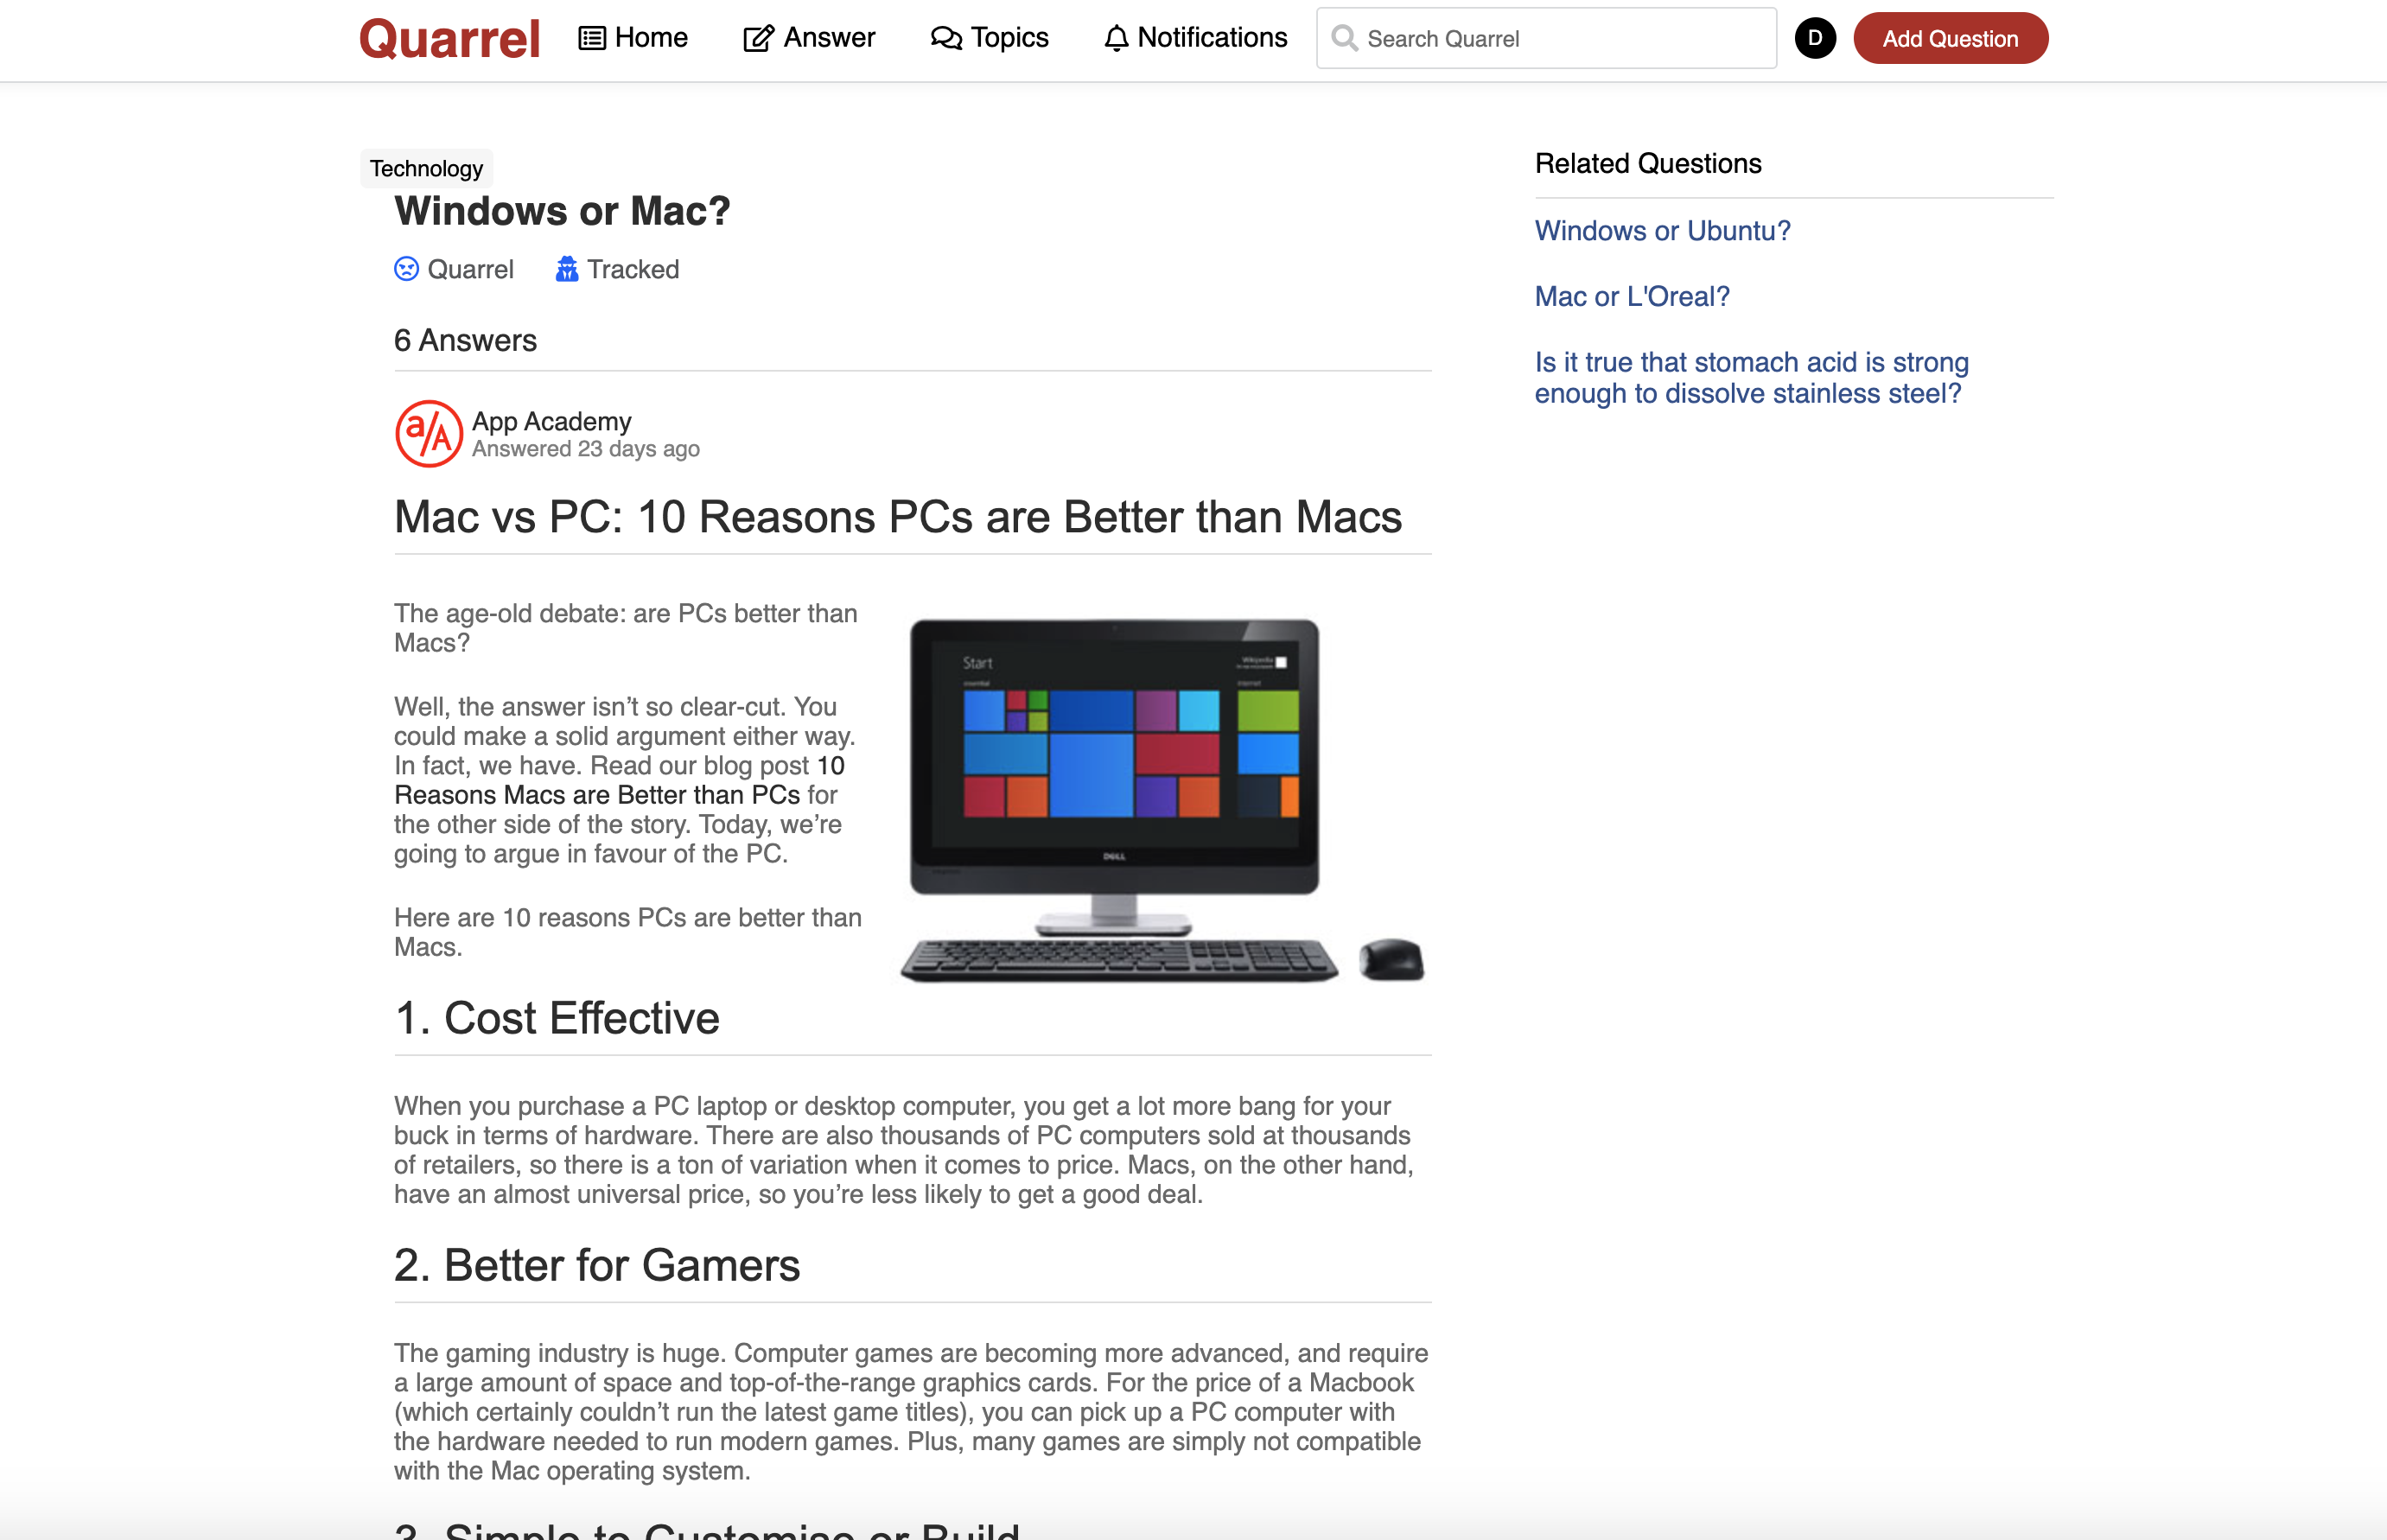 Quarrel
Home
Answer
Topics
Notifications
Search Quarrel
D
Add Question
Technology
Windows or Mac?
Quarrel
Tracked
6 Answers
a/A
App Academy
Answered 23 days ago
Mac vs PC: 10 Reasons PCs are Better than Macs
The age-old debate: are PCs better than
Macs?
Well, the answer isn’t so clear-cut. You
could make a solid argument either way.
In fact, we have. Read our blog post 10
Reasons Macs are Better than PCs for
the other side of the story. Today, we’re
going to argue in favour of the PC.
Here are 10 reasons PCs are better than
Macs.
Start
Wikipedia
essential
internet
DELL
1. Cost Effective
When you purchase a PC laptop or desktop computer, you get a lot more bang for your
buck in terms of hardware. There are also thousands of PC computers sold at thousands
of retailers, so there is a ton of variation when it comes to price. Macs, on the other hand,
have an almost universal price, so you’re less likely to get a good deal.
2. Better for Gamers
The gaming industry is huge. Computer games are becoming more advanced, and require
a large amount of space and top-of-the-range graphics cards. For the price of a Macbook
(which certainly couldn’t run the latest game titles), you can pick up a PC computer with
the hardware needed to run modern games. Plus, many games are simply not compatible
with the Mac operating system.
3. Simple to Customise or Build
Related Questions
Windows or Ubuntu?
Mac or L'Oreal?
Is it true that stomach acid is strong
enough to dissolve stainless steel?